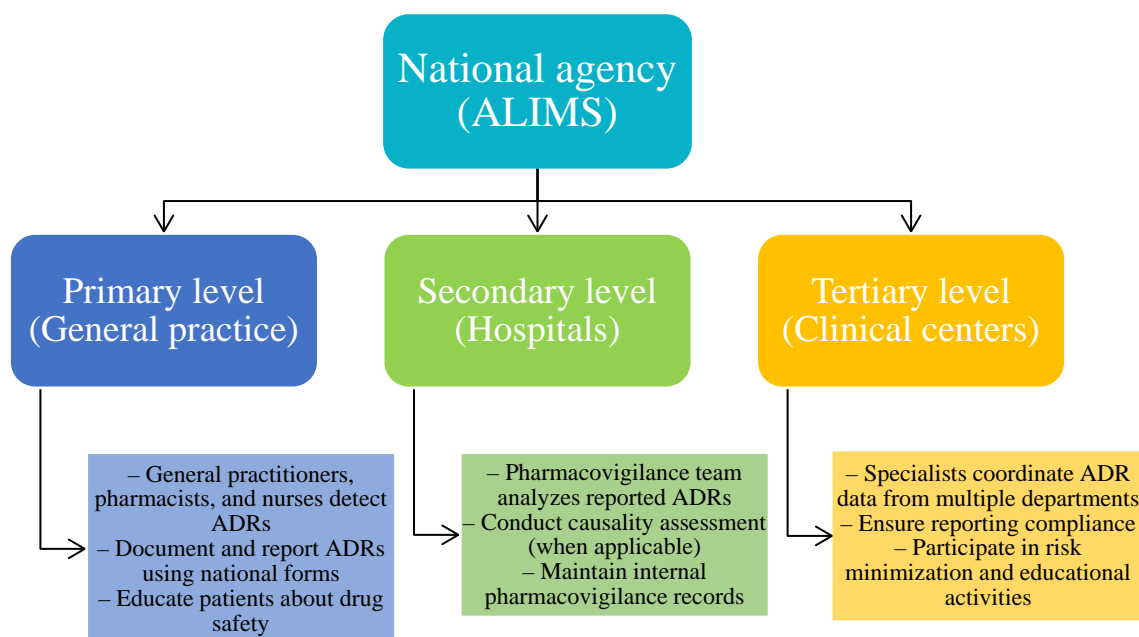 National agency
(ALIMS)
Primary level
(General practice)
Secondary level
(Hospitals)
Tertiary level
(Clinical centers)
– General practitioners,
pharmacists, and nurses detect
ADRs
– Document and report ADRs
using national forms
– Educate patients about drug
safety
– Pharmacovigilance team
analyzes reported ADRs
– Conduct causality assessment
(when applicable)
– Maintain internal
pharmacovigilance records
– Specialists coordinate ADR
data from multiple departments
– Ensure reporting compliance
– Participate in risk
minimization and educational
activities